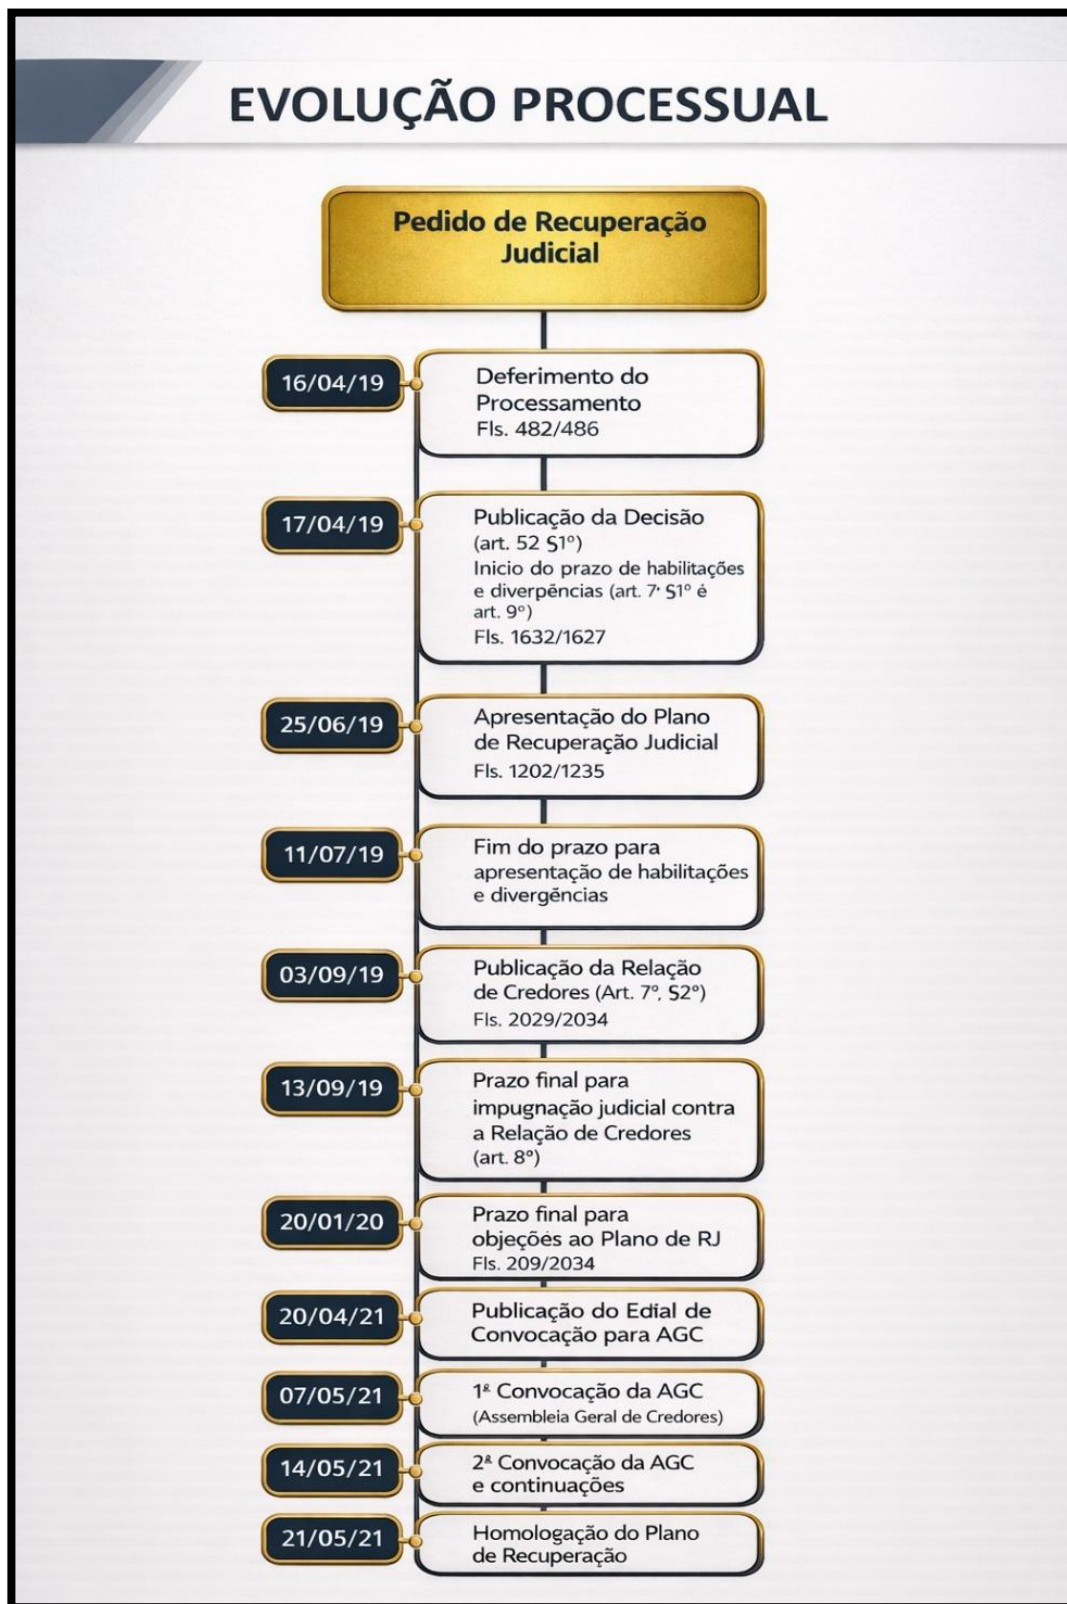 EVOLUÇÃO PROCESSUAL
Pedido de Recuperação
Judicial
16/04/19
Deferimento do
Processamento
Fls. 482/486
17/04/19
Publicação da Decisão
(art. 52 §1º)
Inicio do prazo de habilitações
e diverpências (art. 7· §1º é
art. 9º)
Fls. 1632/1627
25/06/19
Apresentação do Plano
de Recuperação Judicial
Fls. 1202/1235
11/07/19
Fim do prazo para
apresentação de habilitações
e divergências
03/09/19
Publicação da Relação
de Credores (Art. 7º, §2º)
Fls. 2029/2034
13/09/19
Prazo final para
impugnação judicial contra
a Relação de Credores
(art. 8º)
20/01/20
Prazo final para
objeções ao Plano de RJ
Fls. 209/2034
20/04/21
Publicação do Edial de
Convocação para AGC
07/05/21
1ª Convocação da AGC
(Assembleia Geral de Credores)
14/05/21
2ª Convocação da AGC
e continuações
21/05/21
Homologação do Plano
de Recuperação